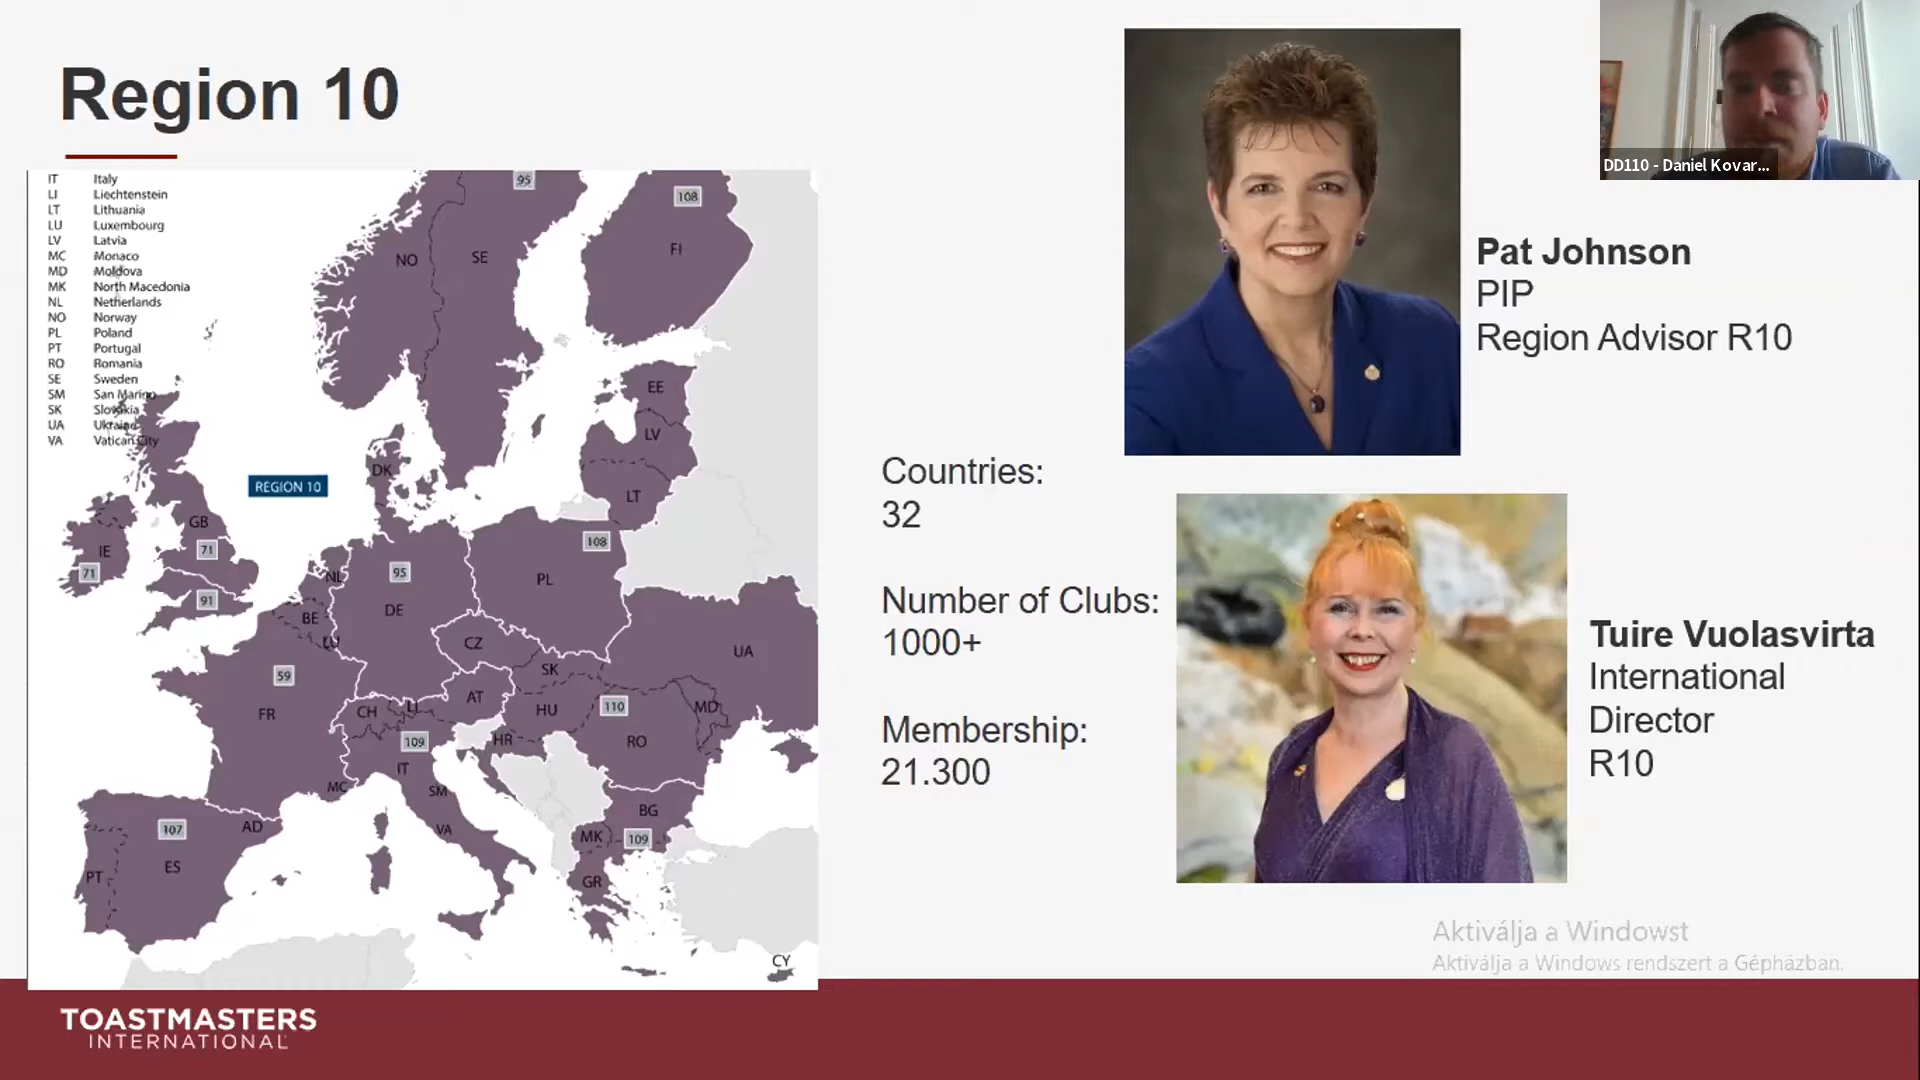 Region 10
IT Italy
LI Liechtenstein
LT Lithuania
LU Luxembourg
LV Latvia
MC Monaco
MD Moldova
MK North Macedonia
NL Netherlands
NO Norway
PL Poland
PT Portugal
RO Romania
SE Sweden
SM San Marino
SK Slovakia
UA Ukraine
VA Vatican City
REGION 10
95
108
NO
SE
FI
EE
LV
LT
DK
GB
71
IE
71
91
NL
95
108
PL
DE
BE
LU
CZ
UA
59
SK
FR
AT
CH
LI
HU
110
MD
109
HR
RO
IT
MC
SM
BG
107
AD
VA
MK
109
ES
PT
GR
CY
Countries:
32
Number of Clubs:
1000+
Membership:
21.300
Pat Johnson
PIP
Region Advisor R10
Tuire Vuolasvirta
International
Director
R10
DD110 - Daniel Kovar...
Aktiválja a Windowst
Aktiválja a Windows rendszert a Gépházban.
TOASTMASTERS
INTERNATIONAL